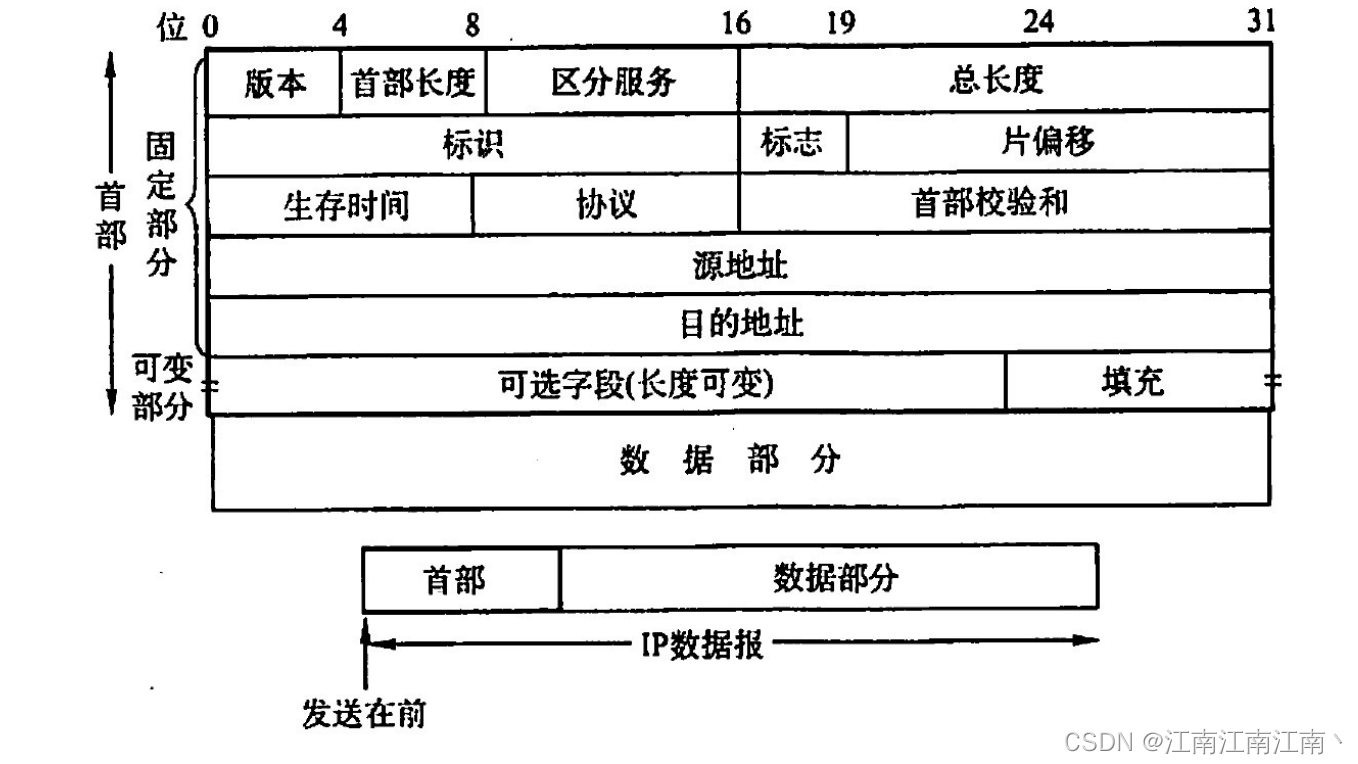 位 0 4 8 16 19 24 31
版本 首部长度 区分服务 总长度
标识 标志 片偏移
生存时间 协议 首部校验和
源地址
目的地址
可选字段(长度可变) 填充
数据部分
首部
固定部分
可变
部分
首部 数据部分
IP数据报
发送在前
CSDN @江南江南江南丶